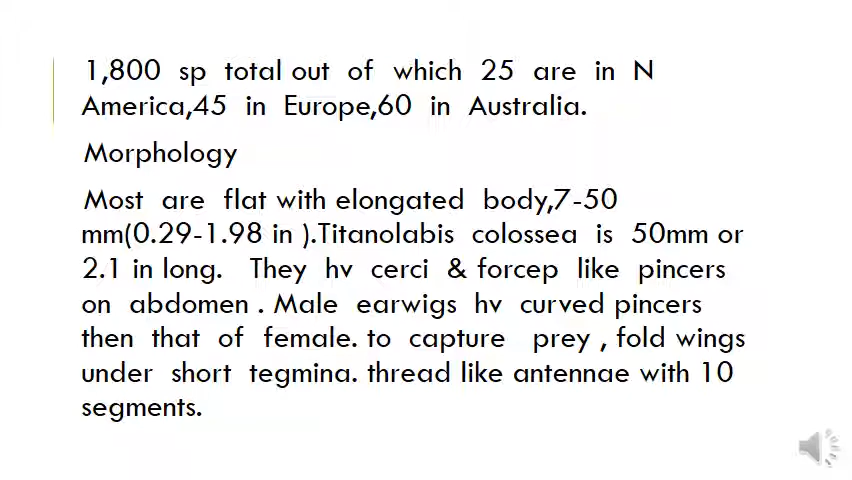 1,800 sp total out of which 25 are in N
America,45 in Europe,60 in Australia.
Morphology
Most are flat with elongated body,7-50
mm(0.29-1.98 in ).Titanolabis colossea is 50mm or
2.1 in long. They hv cerci & forcep like pincers
on abdomen . Male earwigs hv curved pincers
then that of female. to capture prey , fold wings
under short tegmina. thread like antennae with 10
segments.